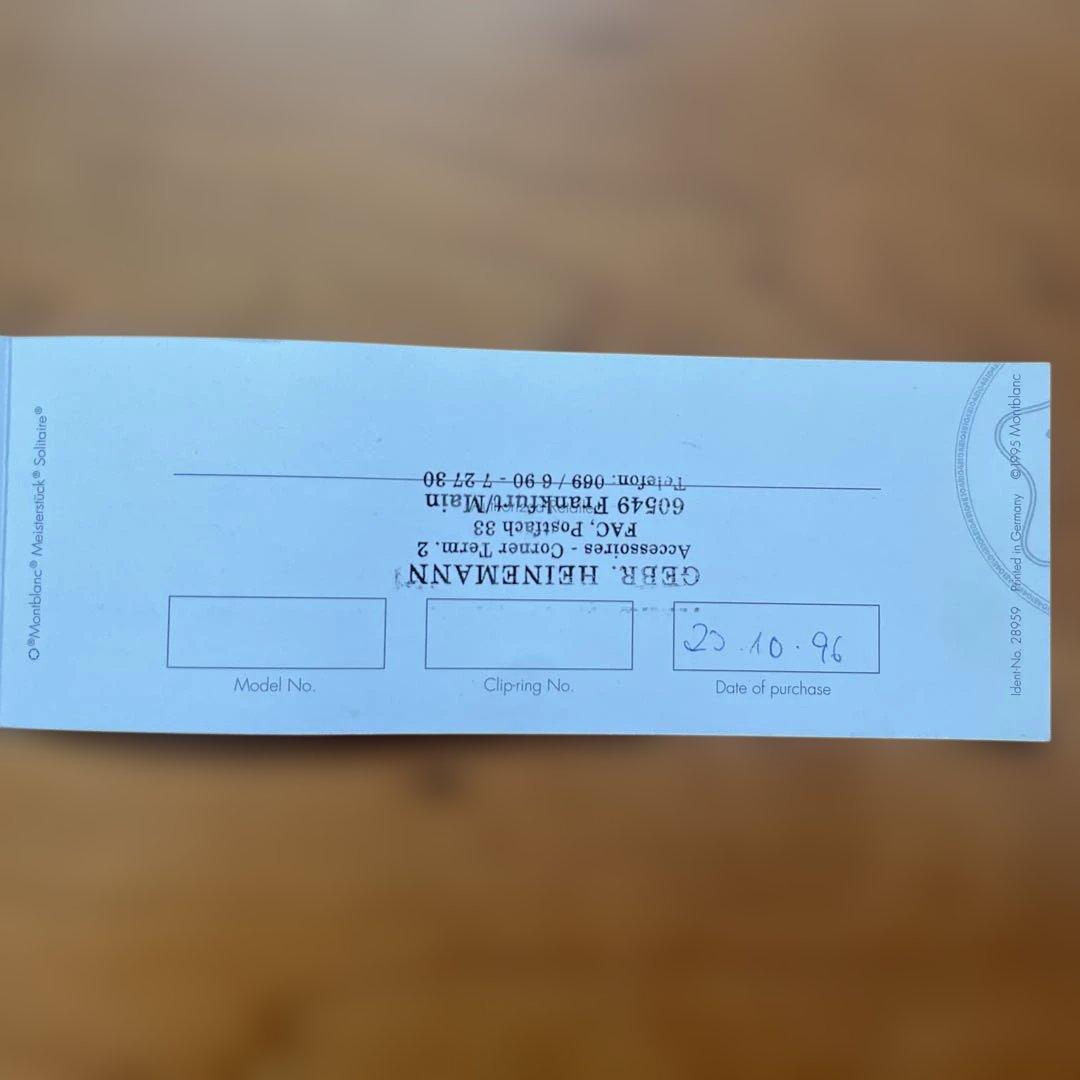 ®Montblanc® Meisterstück® Solitaire®
GEBR. HEINEMANN
Accessoires - Corner Term. 2
FAC, Postfach 33
60549 Frankfurt/Main
Telefon: 069 / 6 90 - 7 27 30
.10.96
Model No.
Clip-ring No.
Date of purchase
Ident-No. 28959 Printed in Germany ©1995 Montblanc